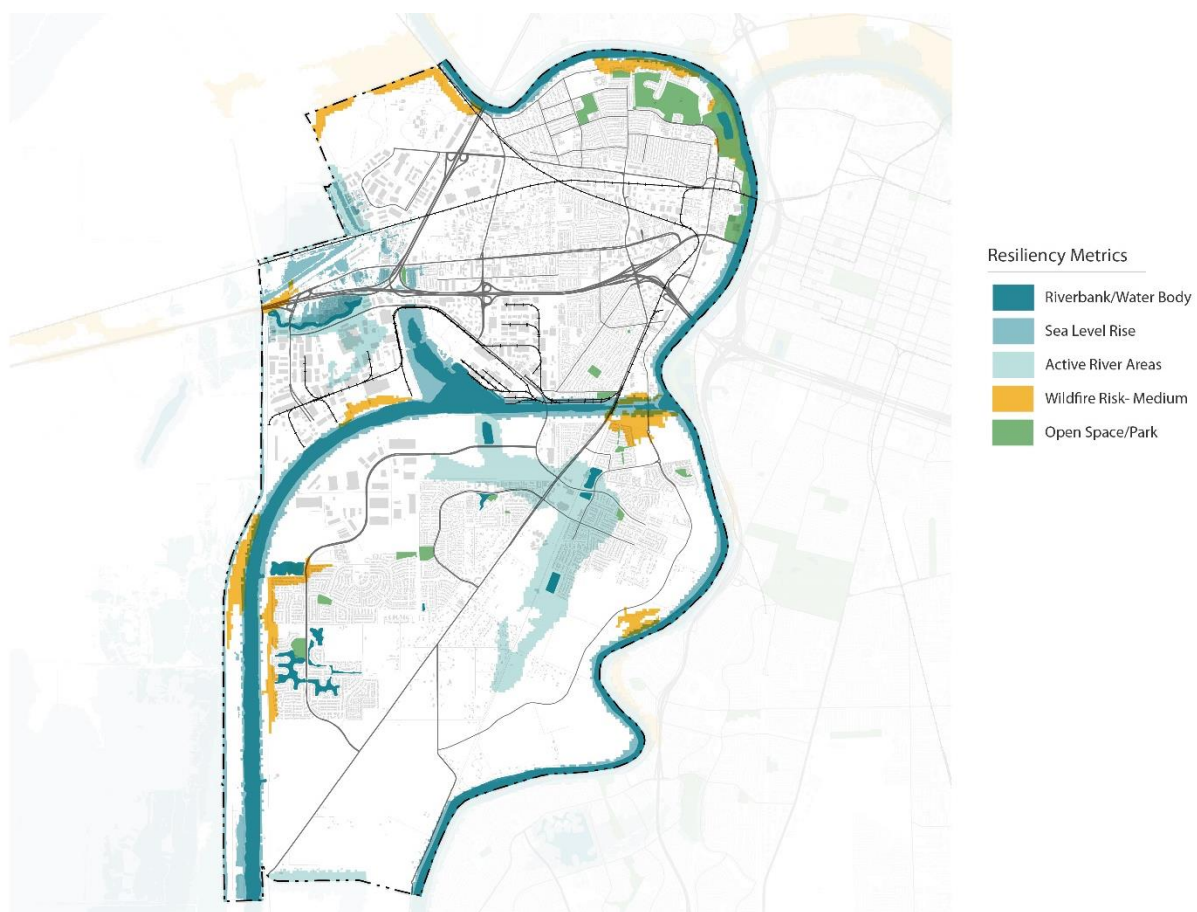 Resiliency Metrics
Riverbank/Water Body
Sea Level Rise
Active River Areas
Wildfire Risk- Medium
Open Space/Park